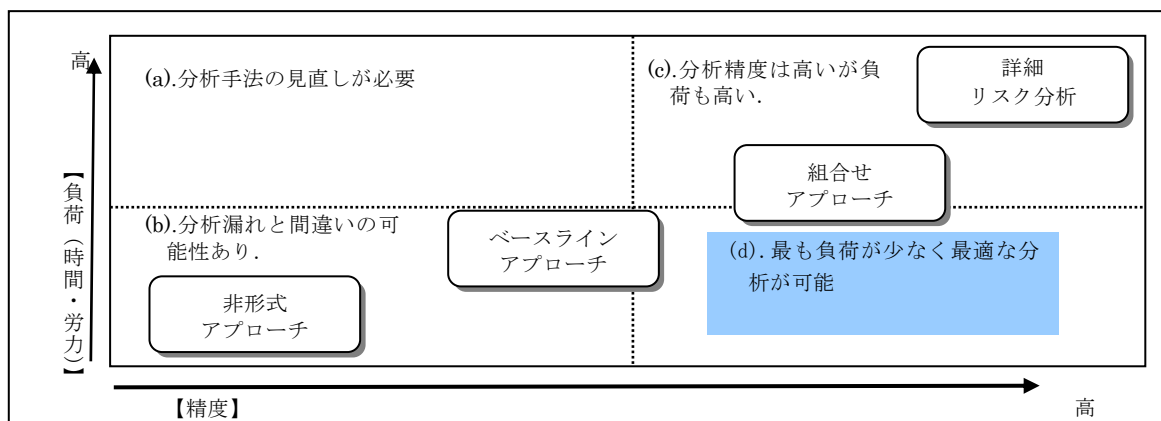 高
(a).分析手法の見直しが必要
(c).分析精度は高いが負
荷も高い.
詳細
リスク分析
組合せ
アプローチ
【負荷（時間・労力）】
(b).分析漏れと間違いの可
能性あり.
ベースライン
アプローチ
(d). 最も負荷が少なく最適な分
析が可能
非形式
アプローチ
【精度】
高